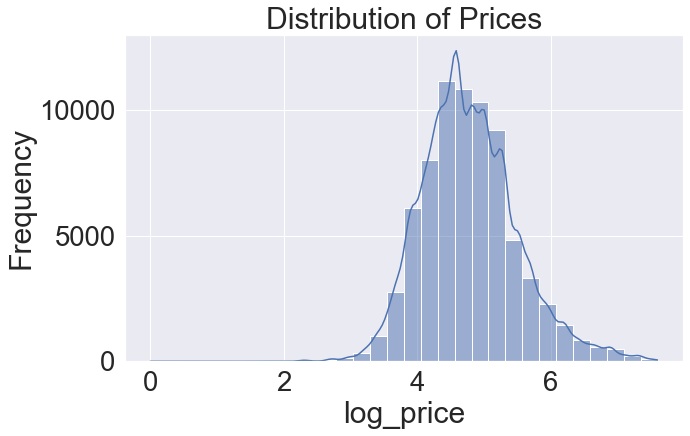 Distribution of Prices
Frequency
10000
5000
0
0 2 4 6
log_price